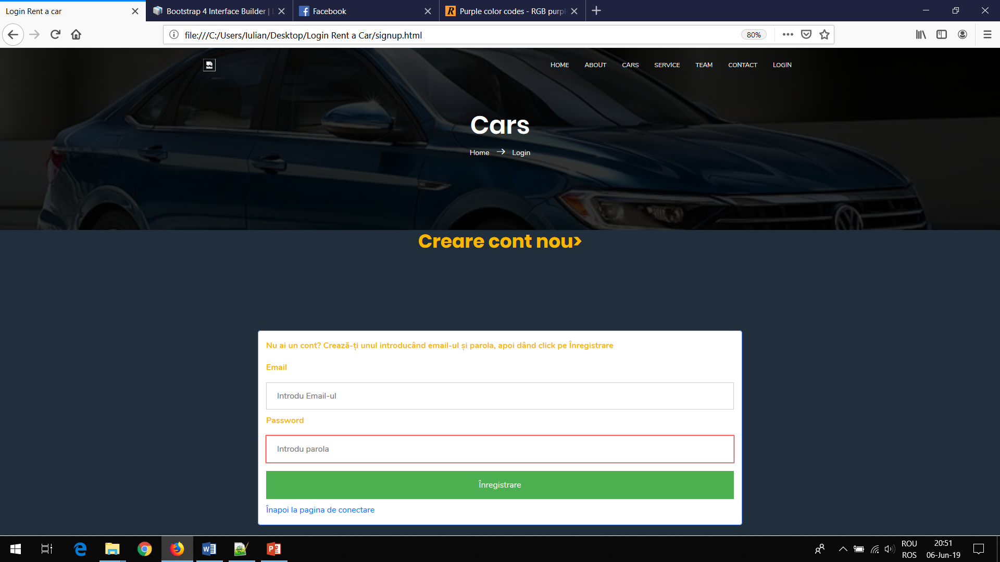 Login Rent a car
Bootstrap 4 Interface Builder |
Facebook
Purple color codes - RGB purpl
file:///C:/Users/Iulian/Desktop/Login Rent a Car/signup.html
80%
HOME ABOUT CARS SERVICE TEAM CONTACT LOGIN
Cars
Home → Login
Creare cont nou>
Nu ai un cont? Crează-ți unul introducând email-ul și parola, apoi dând click pe Înregistrare
Email
Introdu Email-ul
Password
Introdu parola
Înregistrare
Înapoi la pagina de conectare
ROU 20:51
ROS 06-Jun-19